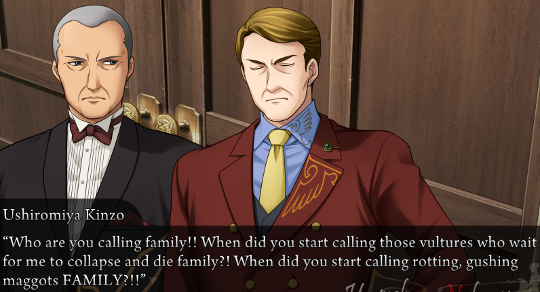 Ushiromiya Kinzo
“Who are you calling family!! When did you start calling those vultures who wait
for me to collapse and die family?! When did you start calling rotting, gushing
maggots FAMILY?!!”